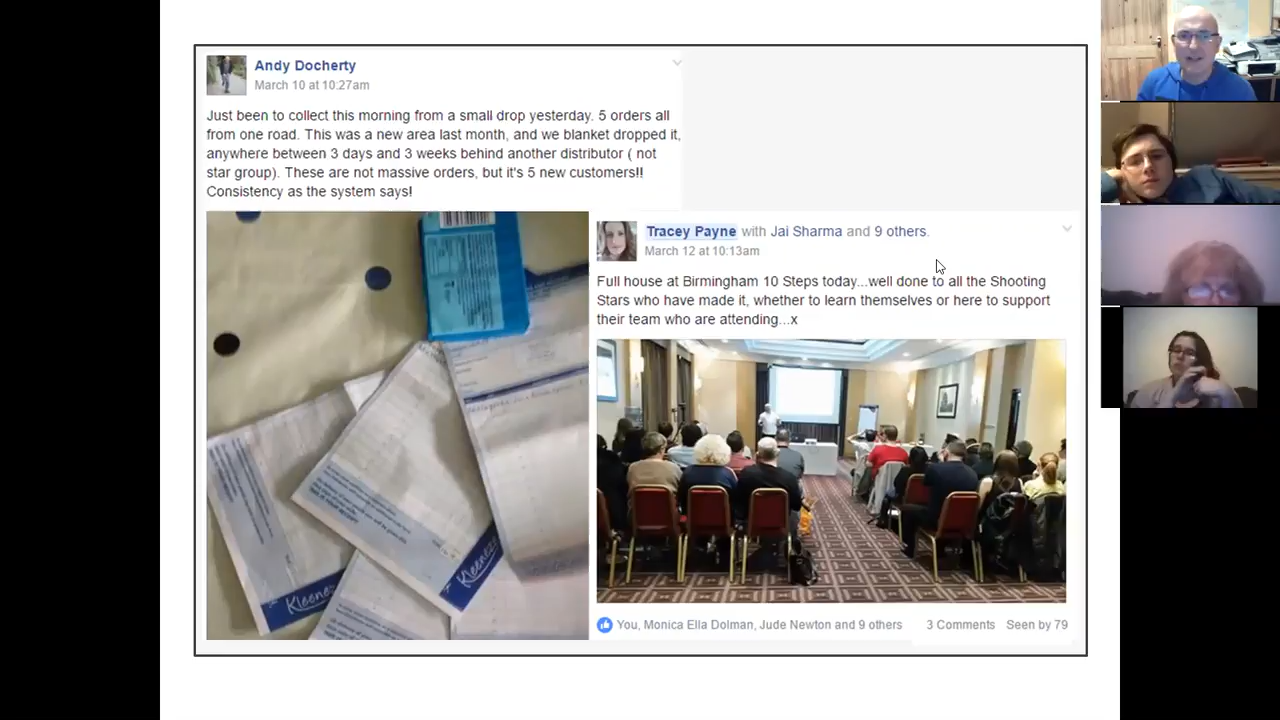 Andy Docherty
March 10 at 10:27am
Just been to collect this morning from a small drop yesterday. 5 orders all
from one road. This was a new area last month, and we blanket dropped it,
anywhere between 3 days and 3 weeks behind another distributor ( not
star group). These are not massive orders, but it's 5 new customers!!
Consistency as the system says!
Kleeneze
Kleeneze
Tracey Payne with Jai Sharma and 9 others.
March 12 at 10:13am
Full house at Birmingham 10 Steps today...well done to all the Shooting
Stars who have made it, whether to learn themselves or here to support
their team who are attending...x
You, Monica Ella Dolman, Jude Newton and 9 others 3 Comments Seen by 79